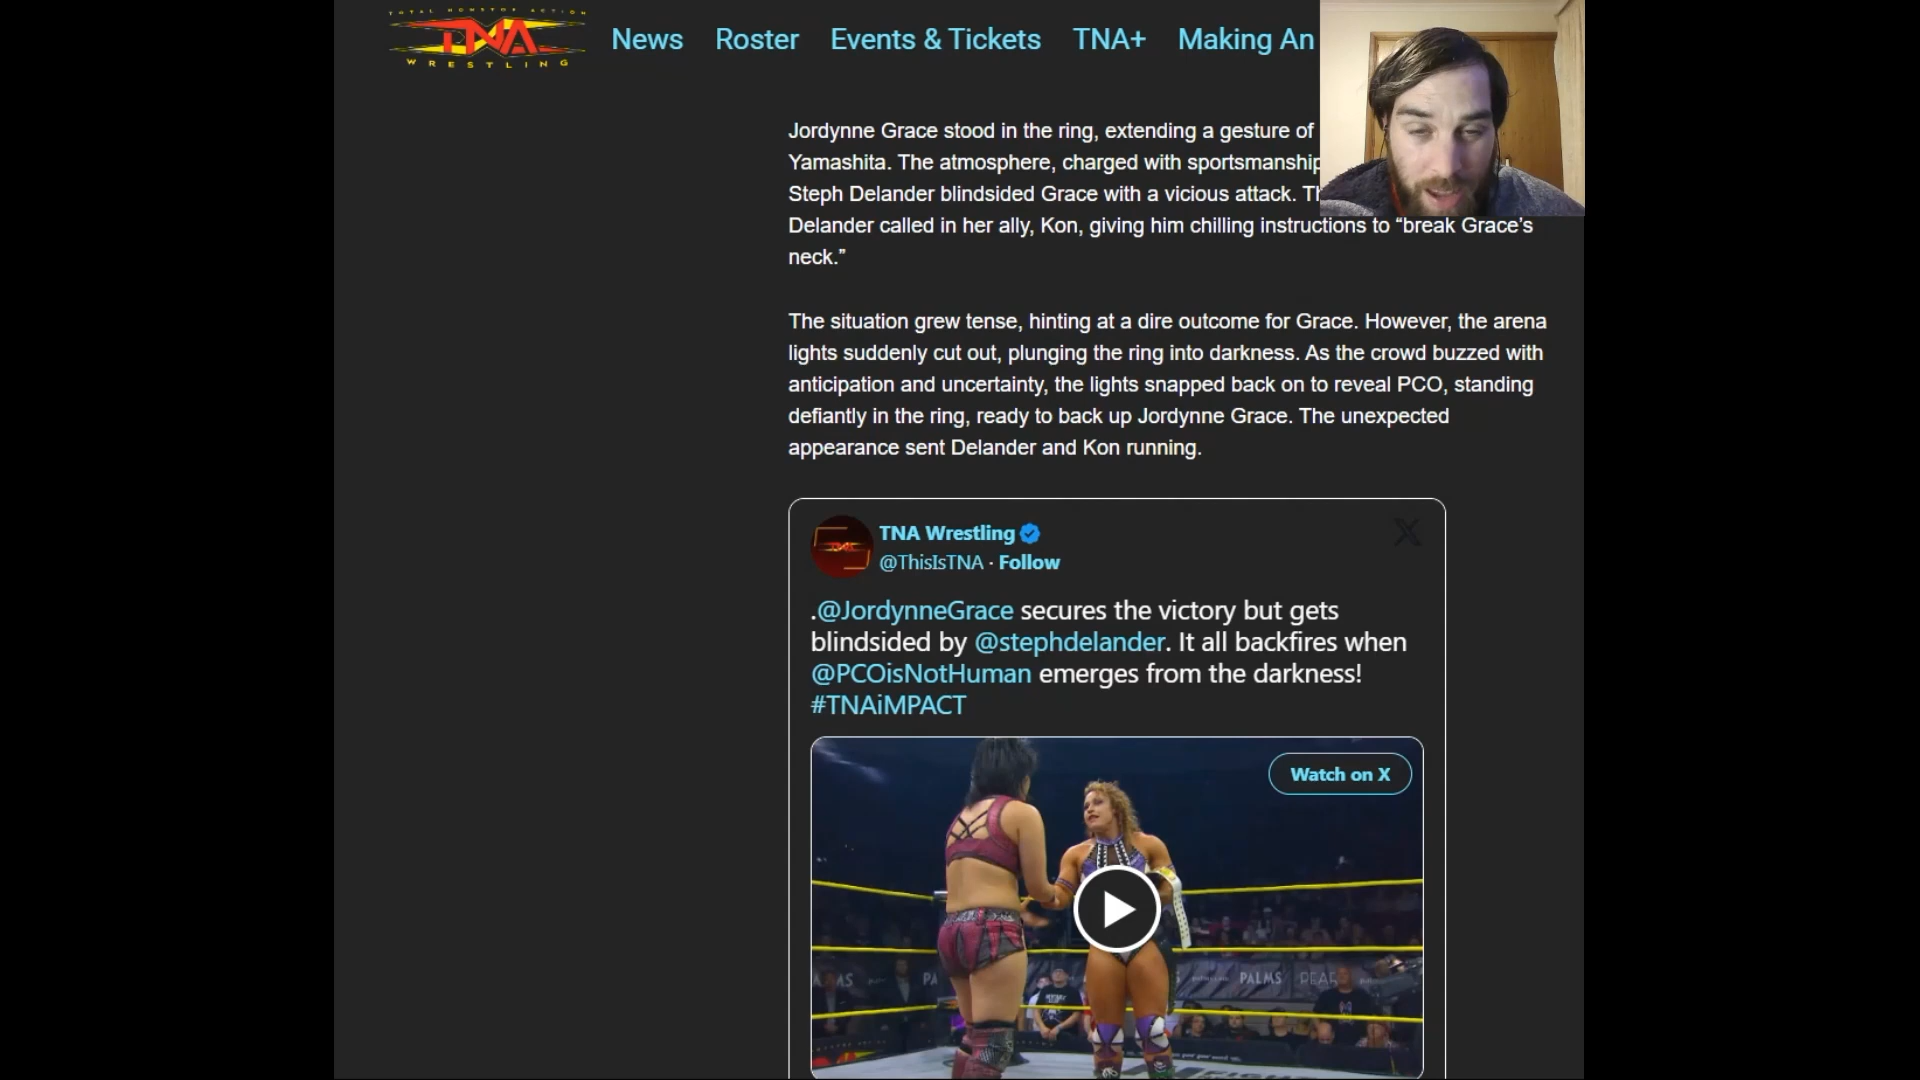 TOTAL NONSTOP ACTION
TNA
WRESTLING
News Roster Events & Tickets TNA+ Making An
Jordynne Grace stood in the ring, extending a gesture of
Yamashita. The atmosphere, charged with sportsmanship
Steph Delander blindsided Grace with a vicious attack.
Delander called in her ally, Kon, giving him chilling instructions to “break Grace’s
neck.”
The situation grew tense, hinting at a dire outcome for Grace. However, the arena
lights suddenly cut out, plunging the ring into darkness. As the crowd buzzed with
anticipation and uncertainty, the lights snapped back on to reveal PCO, standing
defiantly in the ring, ready to back up Jordynne Grace. The unexpected
appearance sent Delander and Kon running.
TNA Wrestling
@ThisIsTNA · Follow
.@JordynneGrace secures the victory but gets
blindsided by @stephdelander. It all backfires when
@PCOisNotHuman emerges from the darkness!
#TNAiMPACT
Watch on X
PALMS